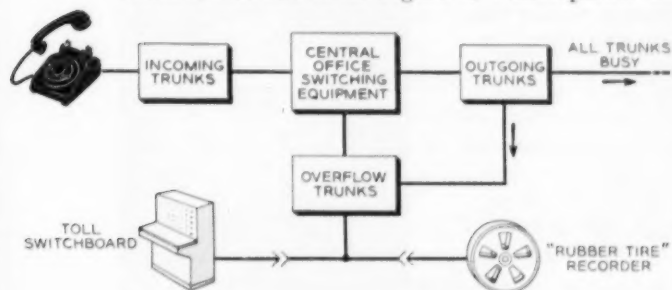 INCOMING
TRUNKS
CENTRAL
OFFICE
SWITCHING
EQUIPMENT
OUTGOING
TRUNKS
ALL TRUNKS
BUSY
OVERFLOW
TRUNKS
TOLL
SWITCHBOARD
"RUBBER TIRE"
RECORDER